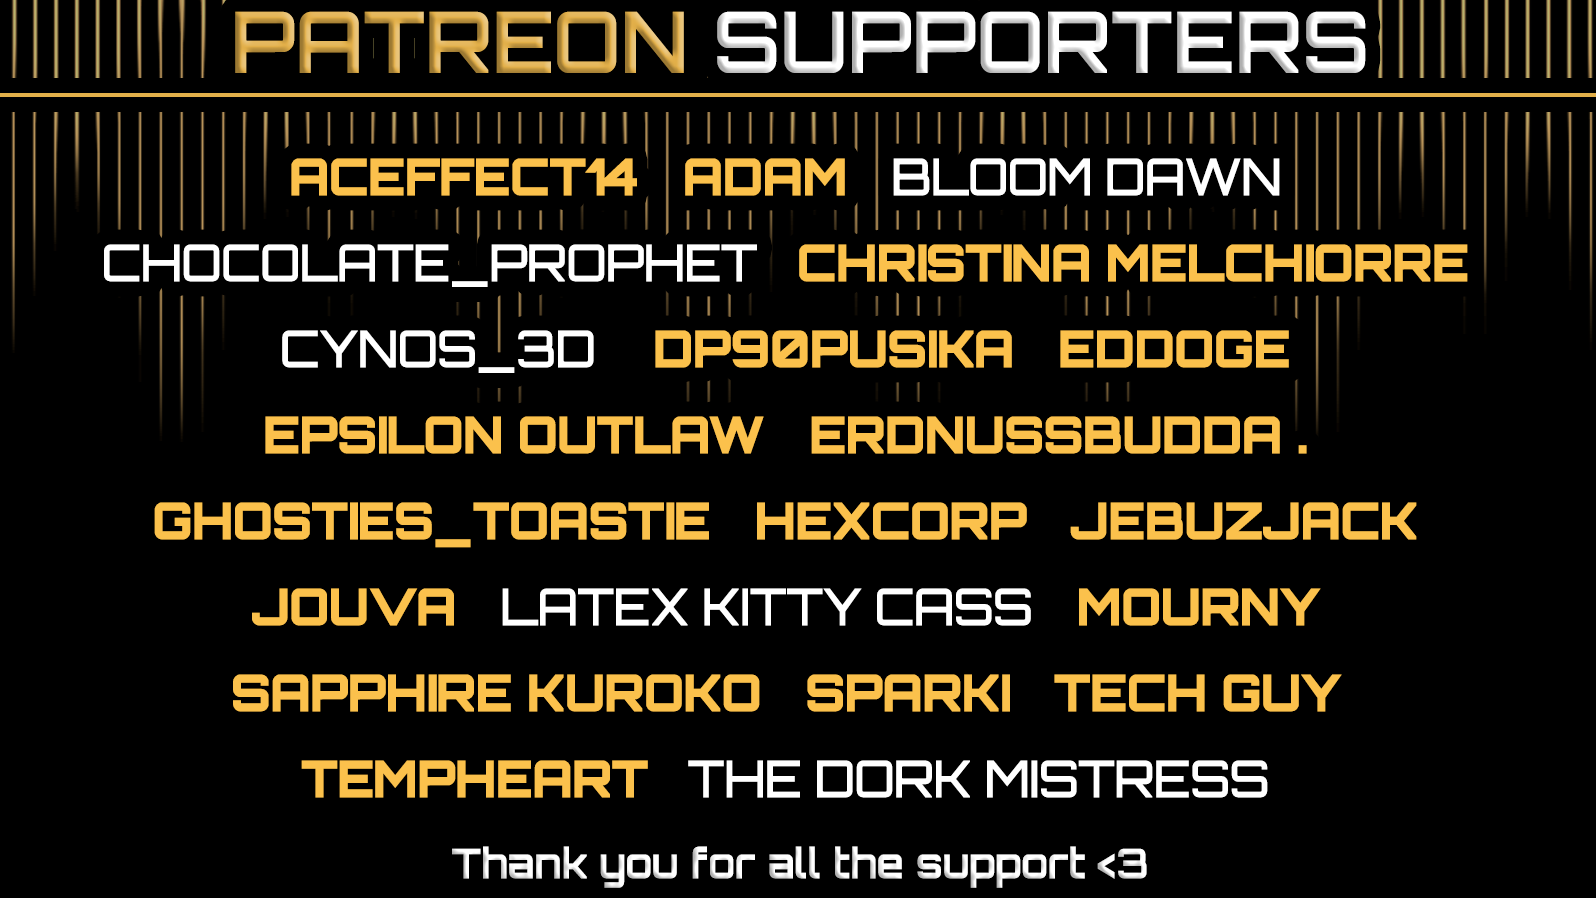 PATREON SUPPORTERS
ACEFFECT14 ADAM BLOOM DAWN
CHOCOLATE_PROPHET CHRISTINA MELCHIORRE
CYNOS_3D DP90PUSIKA EDDOGE
EPSILON OUTLAW ERDNUSSBUDDA .
GHOSTIES_TOASTIE HEXCORP JEBUZJACK
JOUVA LATEX KITTY CASS MOURNY
SAPPHIRE KUROKO SPARKI TECH GUY
TEMPHEART THE DORK MISTRESS
Thank you for all the support <3